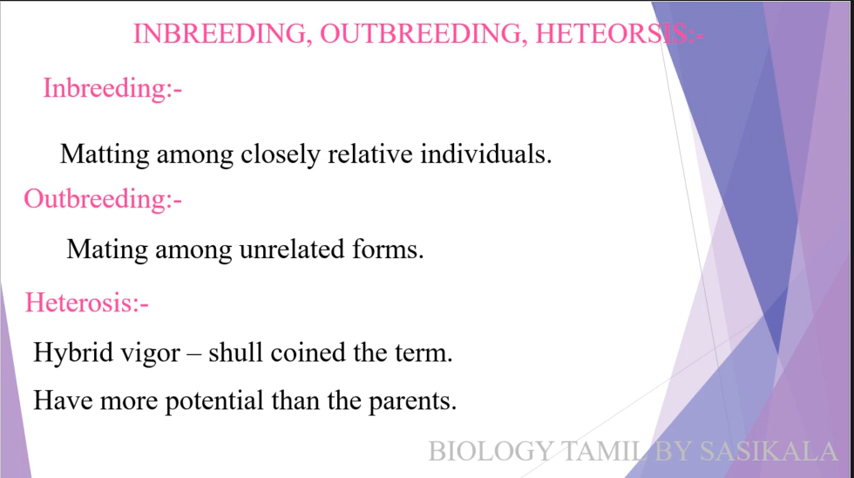 INBREEDING, OUTBREEDING, HETEORSIS:-
Inbreeding:-
Matting among closely relative individuals.
Outbreeding:-
Mating among unrelated forms.
Heterosis:-
Hybrid vigor – shull coined the term.
Have more potential than the parents.
BIOLOGY TAMIL BY SASIKALA